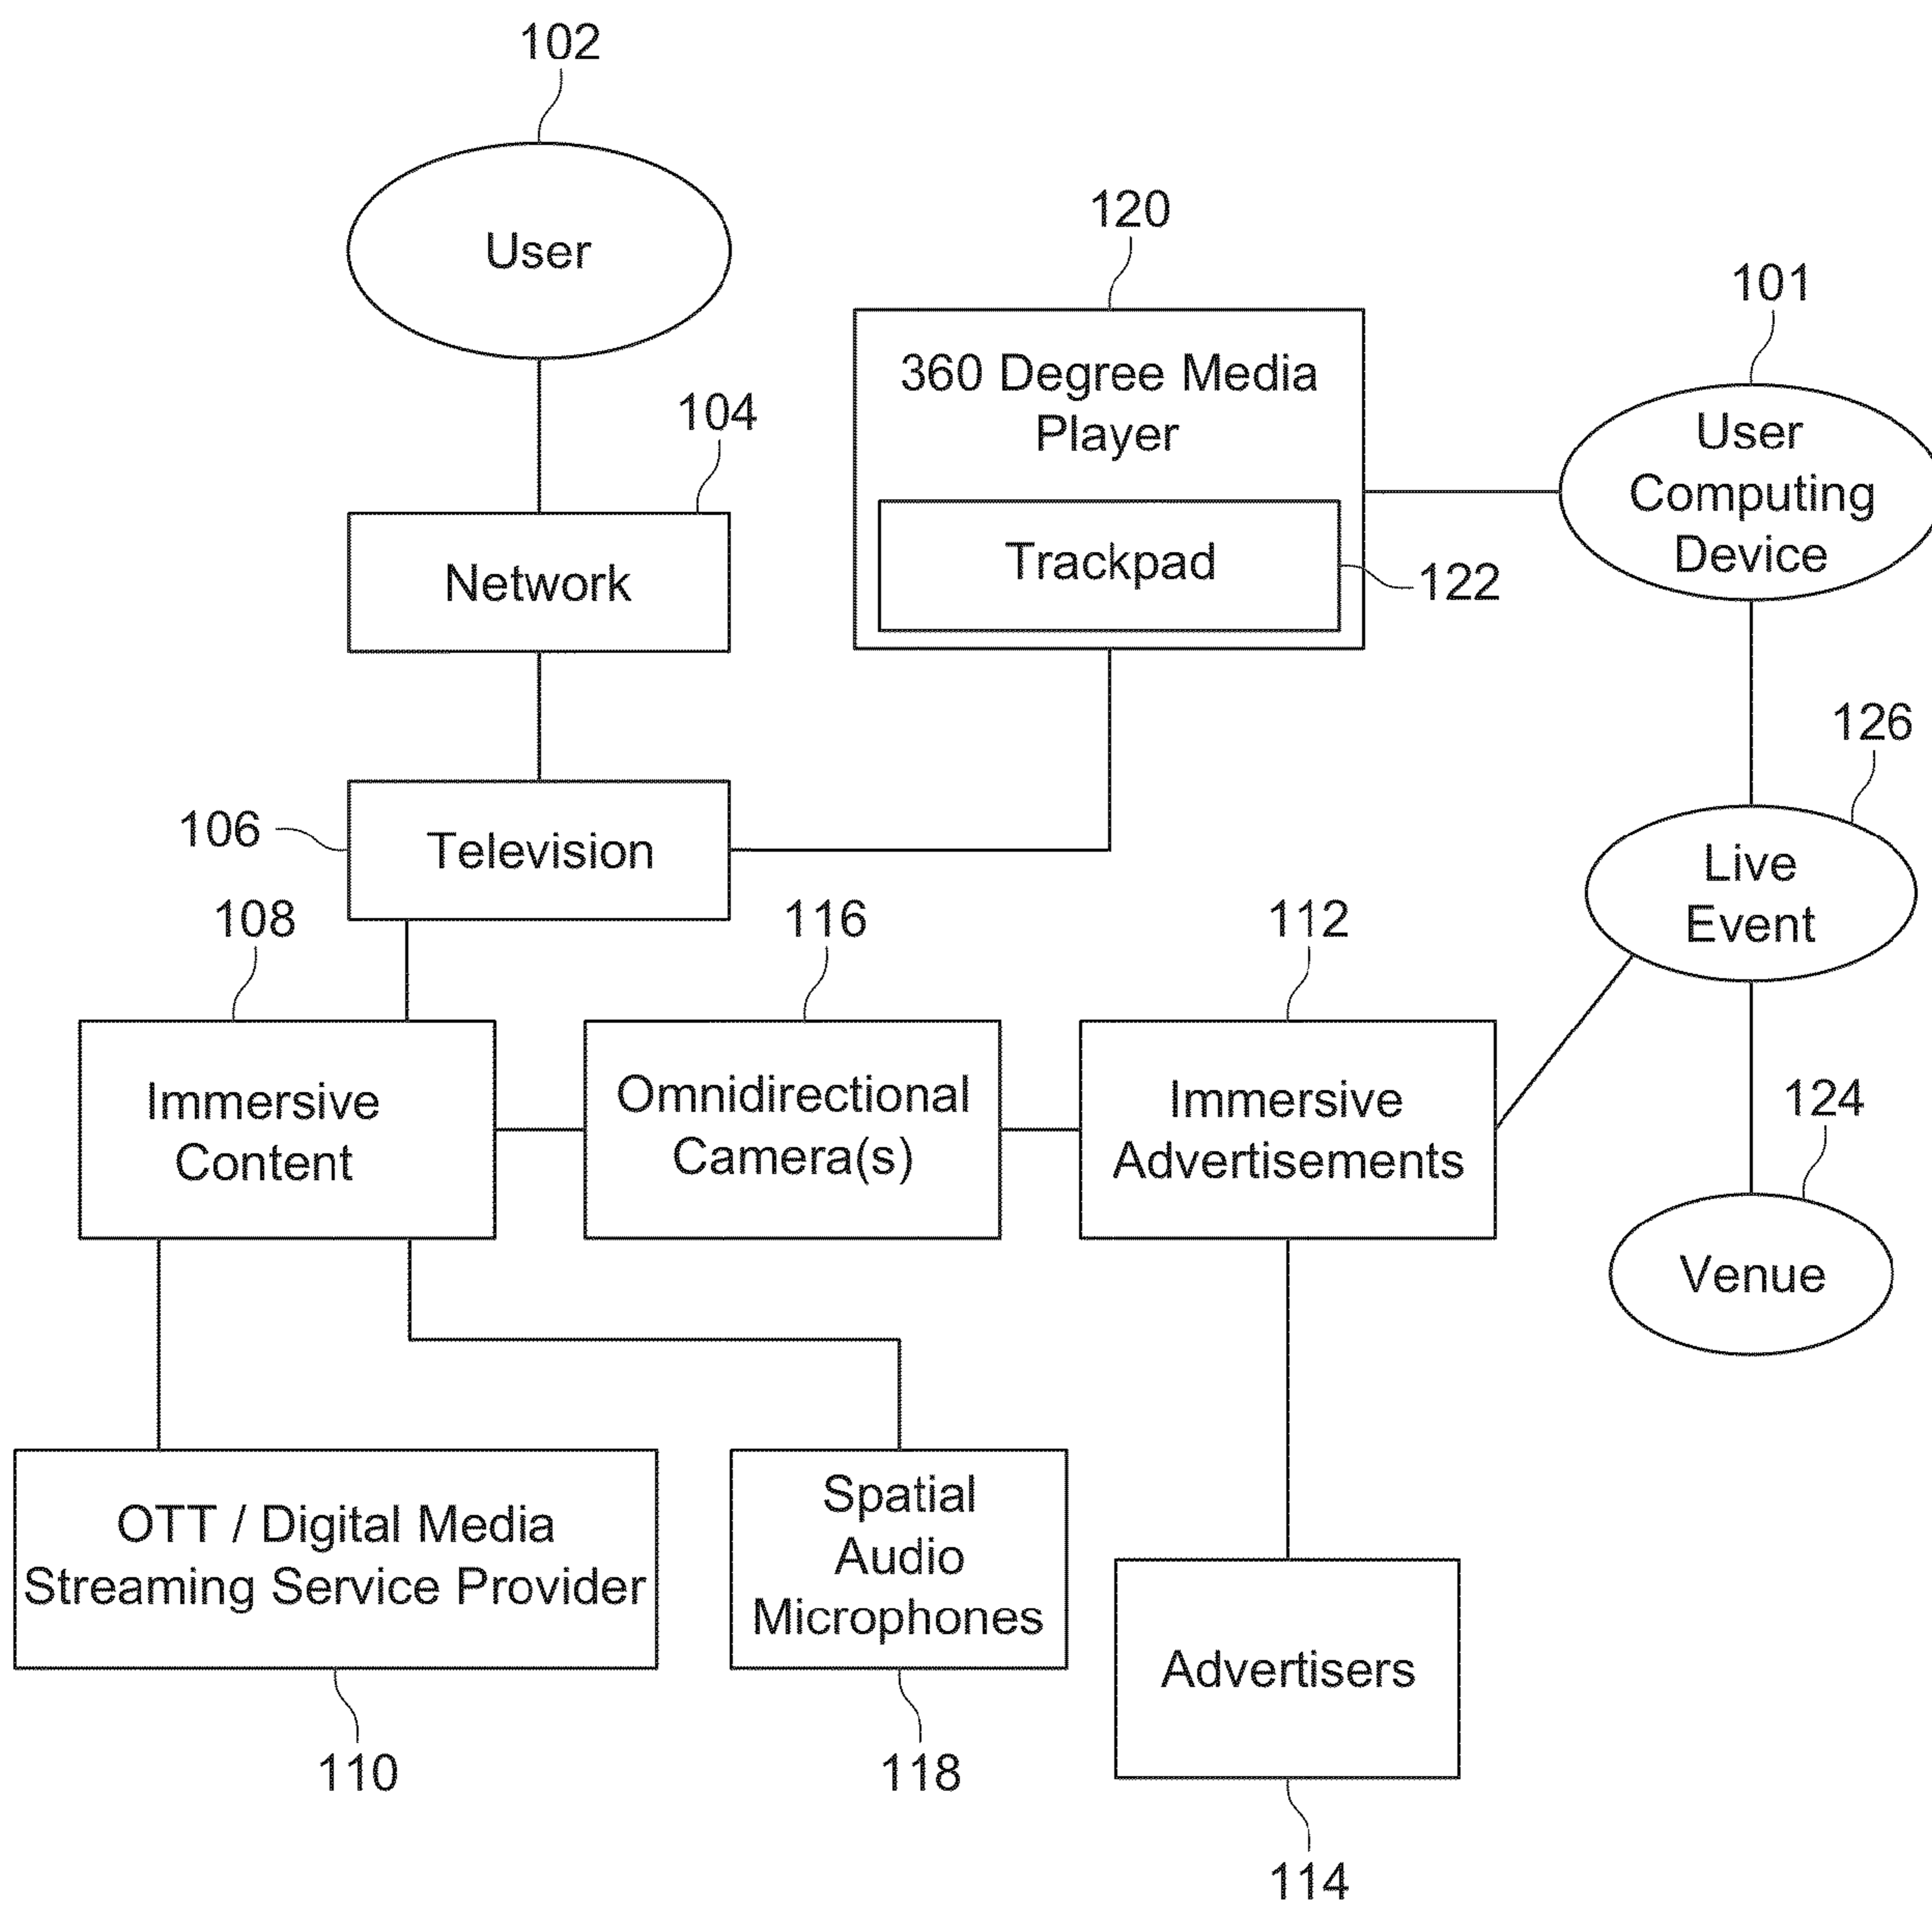 102
User
120
360 Degree Media
Player
Trackpad
122
101
User
Computing
Device
104
Network
106
Television
126
Live
Event
108
Immersive
Content
116
Omnidirectional
Camera(s)
112
Immersive
Advertisements
124
Venue
OTT / Digital Media
Streaming Service Provider
110
Spatial
Audio
Microphones
118
Advertisers
114